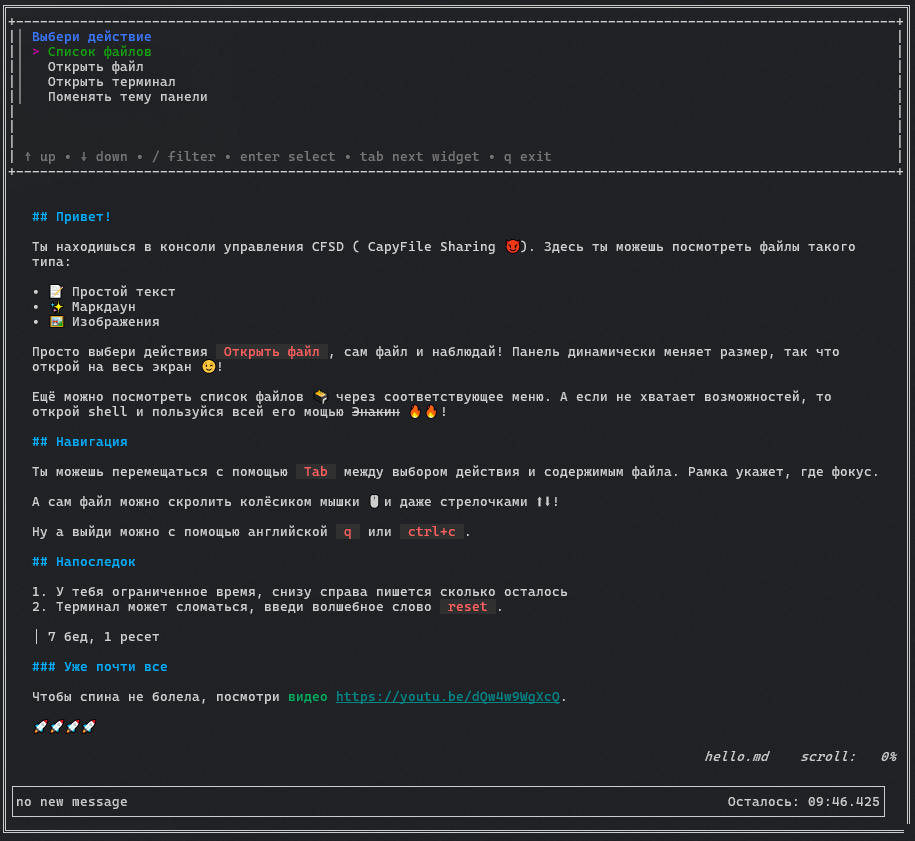 Выбери действие
> Список файлов
Открыть файл
Открыть терминал
Поменять тему панели
↑ up • ↓ down • / filter • enter select • tab next widget • q exit
## Привет!
Ты находишься в консоли управления CFSD ( CapyFile Sharing 😈). Здесь ты можешь посмотреть файлы такого
типа:
• 📝 Простой текст
• ✨ Маркдаун
• 🖼️ Изображения
Просто выбери действия Открыть файл , сам файл и наблюдай! Панель динамически меняет размер, так что
открой на весь экран 😉!
Ещё можно посмотреть список файлов 🗳️ через соответствующее меню. А если не хватает возможностей, то
открой shell и пользуйся всей его мощью Энакин 🔥🔥!
## Навигация
Ты можешь перемещаться с помощью Tab между выбором действия и содержимым файла. Рамка укажет, где фокус.
А сам файл можно скролить колёсиком мышки 🖱️и даже стрелочками ⬆⬇!
Ну а выйди можно с помощью английской q или ctrl+c .
## Напоследок
1. У тебя ограниченное время, снизу справа пишется сколько осталось
2. Терминал может сломаться, введи волшебное слово reset .
│ 7 бед, 1 ресет
### Уже почти все
Чтобы спина не болела, посмотри видео https://youtu.be/dQw4w9WgXcQ.
🚀🚀🚀🚀
hello.md scroll: 0%
no new message Осталось: 09:46.425